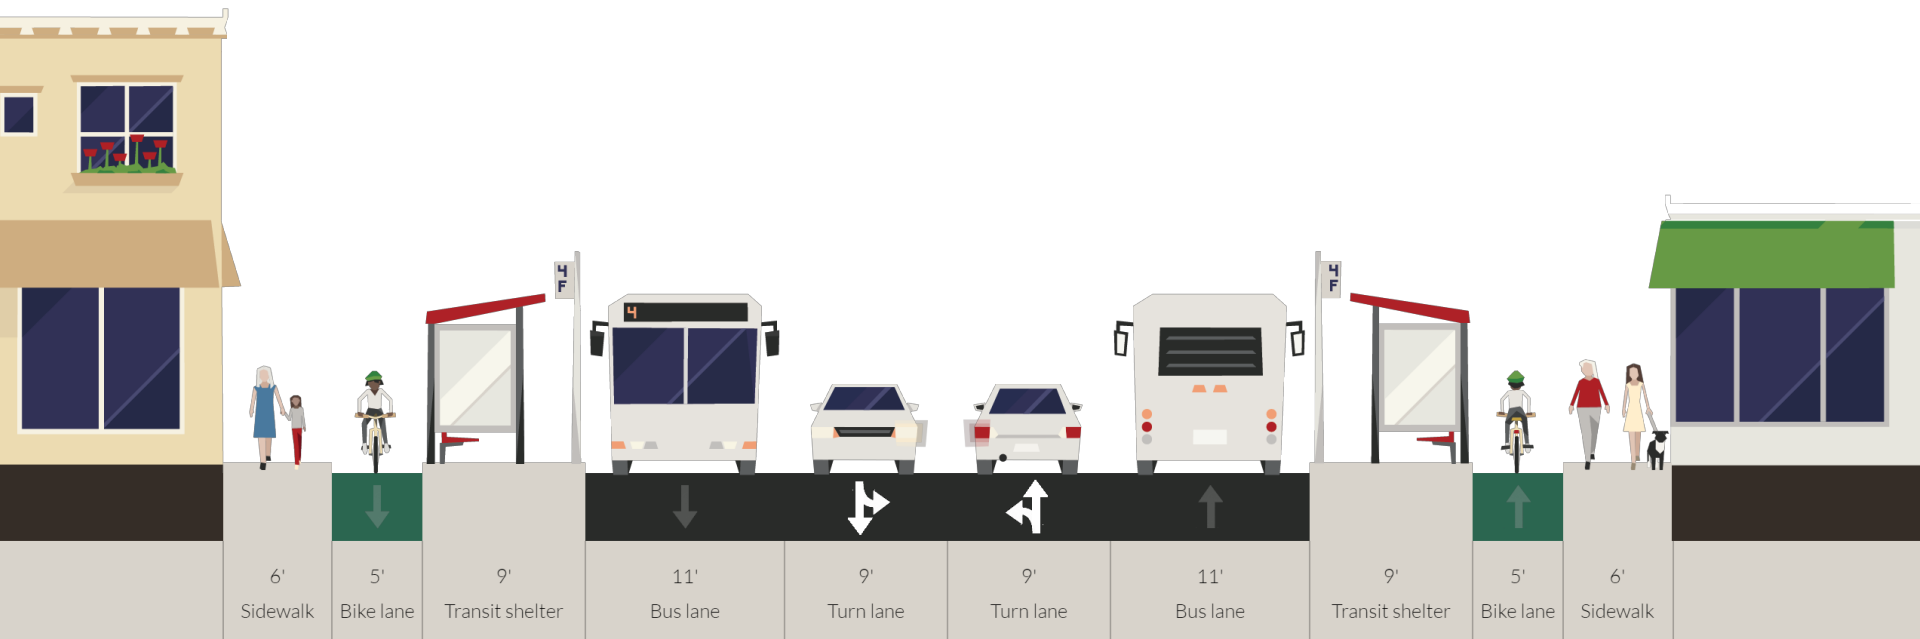 4
F
4
4
F
6'
5'
9'
11'
9'
9'
11'
9'
5'
6'
Sidewalk
Bike lane
Transit shelter
Bus lane
Turn lane
Turn lane
Bus lane
Transit shelter
Bike lane
Sidewalk